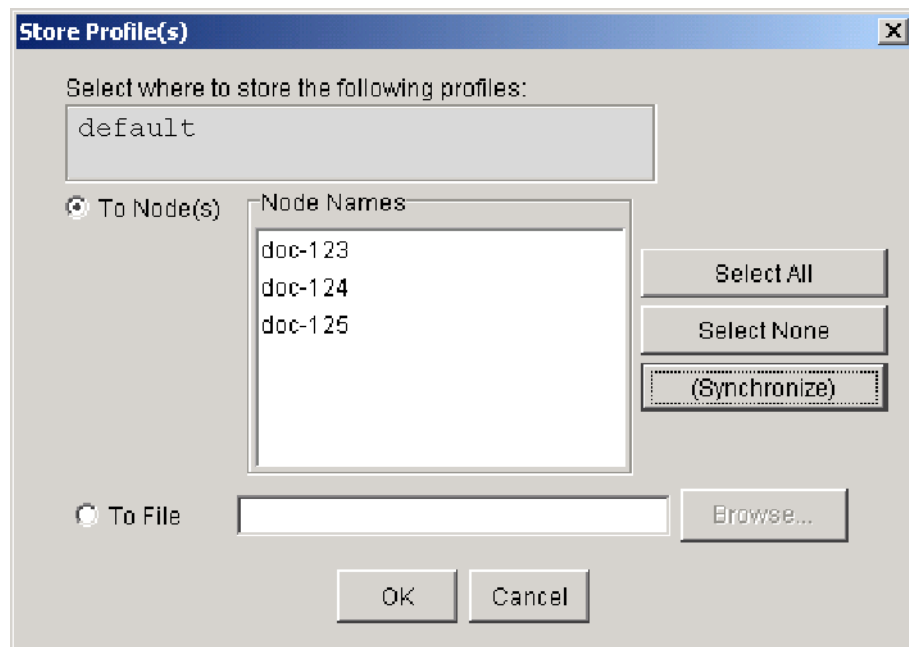 Store Profile(s)
Select where to store the following profiles:
default
To Node(s)
Node Names
doc-123
doc-124
doc-125
Select All
Select None
(Synchronize)
To File
Browse...
OK
Cancel